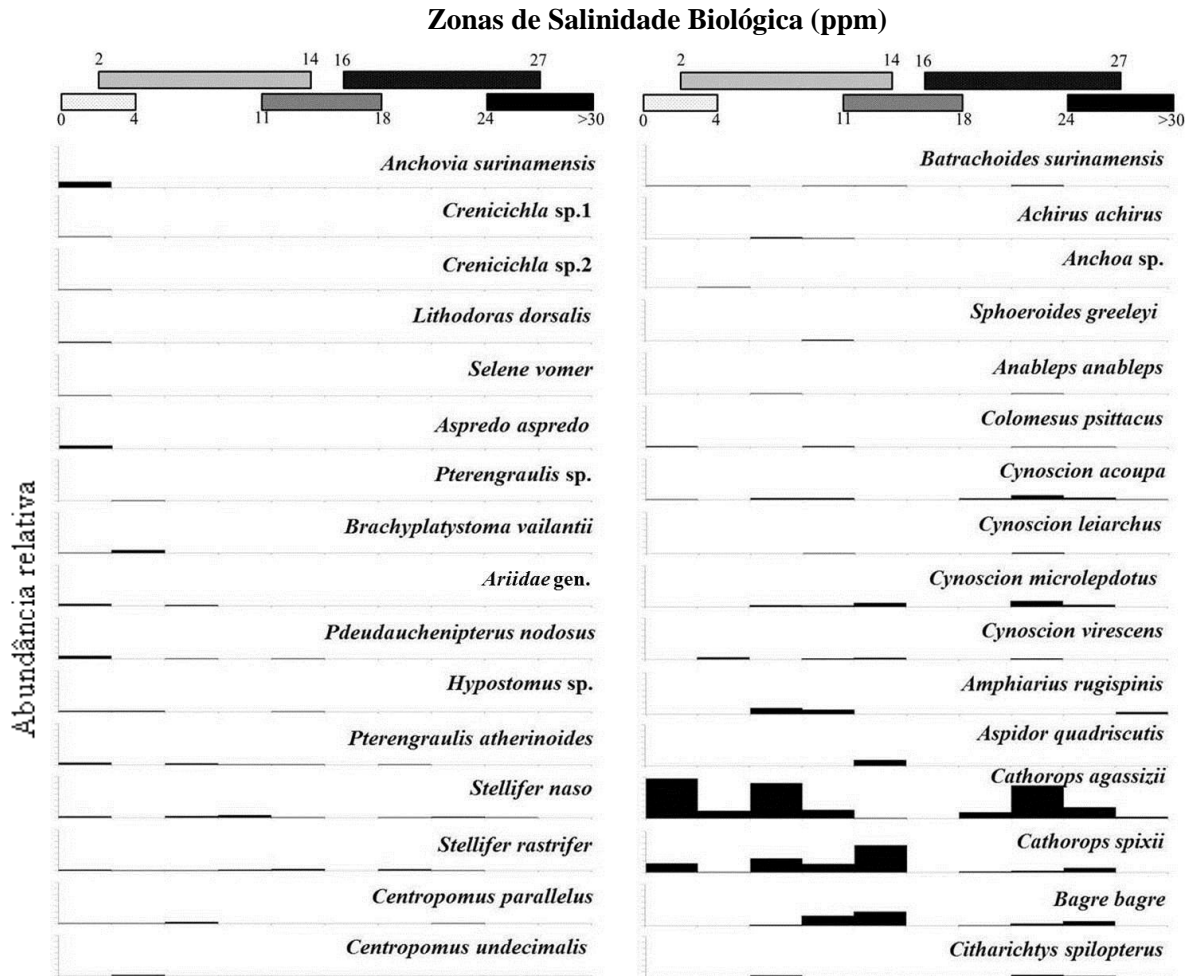 Zonas de Salinidade Biológica (ppm)
2 14 16 27
0 4 11 18 24 >30
2 14 16 27
0 4 11 18 24 >30
Abundância relativa
Anchovia surinamensis
Crenicichla sp.1
Crenicichla sp.2
Lithodoras dorsalis
Selene vomer
Aspredo aspredo
Pterengraulis sp.
Brachyplatystoma vailantii
Ariidae gen.
Pdeudauchenipterus nodosus
Hypostomus sp.
Pterengraulis atherinoides
Stellifer naso
Stellifer rastrifer
Centropomus parallelus
Centropomus undecimalis
Batrachoides surinamensis
Achirus achirus
Anchoa sp.
Sphoeroides greeleyi
Anableps anableps
Colomesus psittacus
Cynoscion acoupa
Cynoscion leiarchus
Cynoscion microlepdotus
Cynoscion virescens
Amphiarius rugispinis
Aspidor quadriscutis
Cathorops agassizii
Cathorops spixii
Bagre bagre
Citharichtys spilopterus